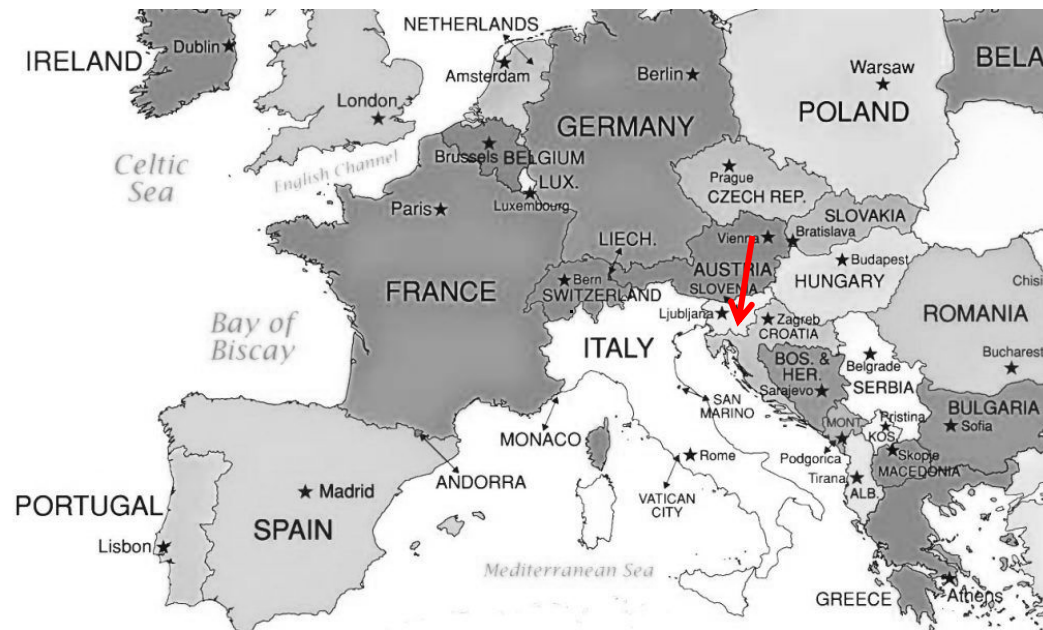 NETHERLANDS
IRELAND
Dublin
Amsterdam
Berlin
Warsaw
BELA
London
POLAND
GERMANY
Celtic
Sea
English Channel
Brussels
BELGIUM
LUX.
Luxembourg
Prague
CZECH REP.
Paris
SLOVAKIA
Bratislava
Vienna
LIECH.
Budapest
AUSTRIA
HUNGARY
Bern
SWITZERLAND
SLOVENIA
Chisi
FRANCE
Ljubljana
Zagreb
CROATIA
ROMANIA
Bay of
Biscay
ITALY
BOS. &
HER.
Sarajevo
Belgrade
SERBIA
Bucharest
SAN
MARINO
BULGARIA
Sofia
Pristina
KOS.
MONT.
MONACO
Podgorica
Skopje
MACEDONIA
Rome
ANDORRA
Tirana
ALB.
VATICAN
CITY
PORTUGAL
Madrid
SPAIN
Lisbon
Mediterranean Sea
GREECE
Athens